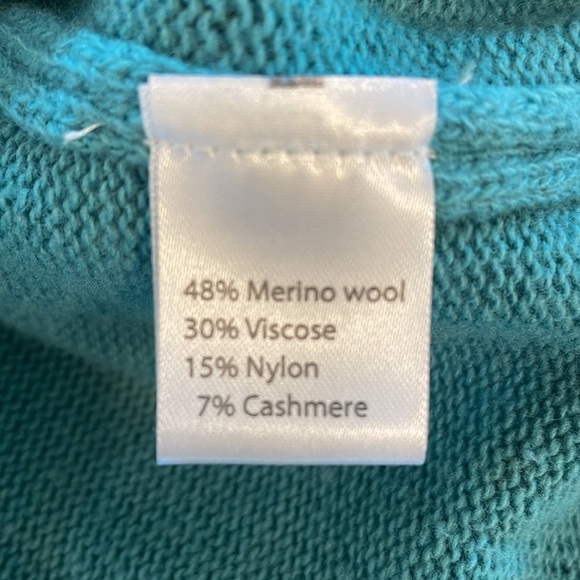 48% Merino wool
30% Viscose
15% Nylon
7% Cashmere